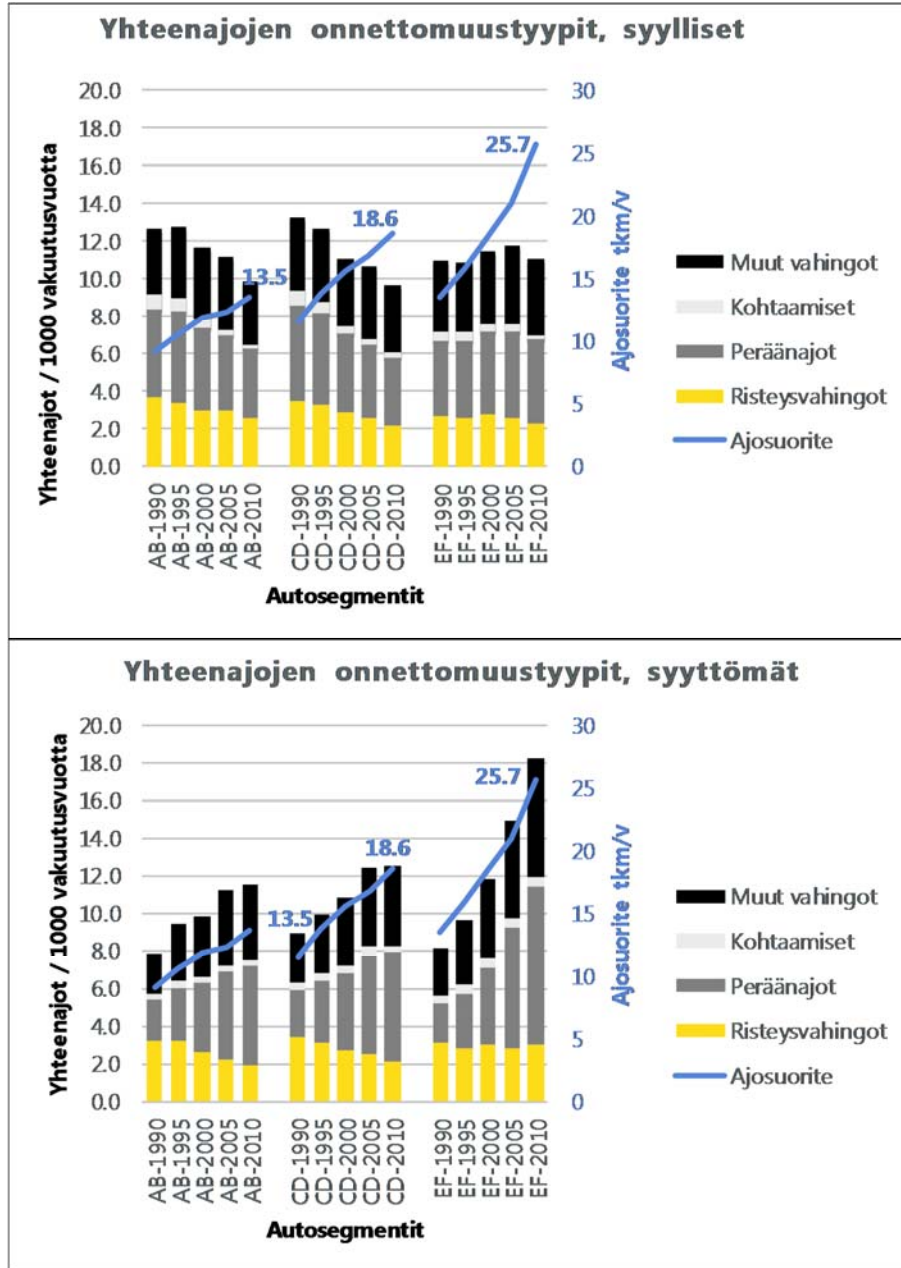 Yhteenajojen onnettomuustyypit, syylliset
Yhteenajot / 1000 vakuutusvuotta
20.0
18.0
16.0
14.0
12.0
10.0
8.0
6.0
4.0
2.0
0.0
13.5
18.6
25.7
30
25
20
15
10
5
0
Ajosuorite tkm/v
AB-1990
AB-1995
AB-2000
AB-2005
AB-2010
CD-1990
CD-1995
CD-2000
CD-2005
CD-2010
EF-1990
EF-1995
EF-2000
EF-2005
EF-2010
Autosegmentit
Muut vahingot
Kohtaamiset
Peräänajot
Risteysvahingot
Ajosuorite
Yhteenajojen onnettomuustyypit, syyttömät
Yhteenajot / 1000 vakuutusvuotta
20.0
18.0
16.0
14.0
12.0
10.0
8.0
6.0
4.0
2.0
0.0
13.5
18.6
25.7
30
25
20
15
10
5
0
Ajosuorite tkm/v
AB-1990
AB-1995
AB-2000
AB-2005
AB-2010
CD-1990
CD-1995
CD-2000
CD-2005
CD-2010
EF-1990
EF-1995
EF-2000
EF-2005
EF-2010
Autosegmentit
Muut vahingot
Kohtaamiset
Peräänajot
Risteysvahingot
Ajosuorite